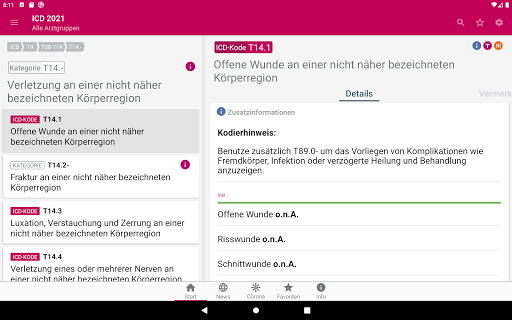 8:11
ICD 2021
Alle Arztgruppen
ICD 19 T00-T14 T14.-
Kategorie T14.-
Verletzung an einer nicht näher
bezeichneten Körperregion
ICD-KODE T14.1
Offene Wunde an einer nicht näher
bezeichneten Körperregion
KATEGORIE T14.2-
Fraktur an einer nicht näher bezeichneten
Körperregion
ICD-KODE T14.3
Luxation, Verstauchung und Zerrung an einer
nicht näher bezeichneten Körperregion
ICD-KODE T14.4
Verletzung eines oder mehrerer Nerven an
einer nicht näher bezeichneten
ICD-Kode T14.1
Offene Wunde an einer nicht näher bezeichneten
Körperregion
Details
Vermerk
Zusatzinformationen
Kodierhinweis:
Benutze zusätzlich T89.0- um das Vorliegen von Komplikationen wie
Fremdkörper, Infektion oder verzögerte Heilung und Behandlung
anzugeben.
Inkl.
Offene Wunde o.n.A.
Risswunde o.n.A.
Schnittwunde o.n.A.
Start News Corona Favoriten Info